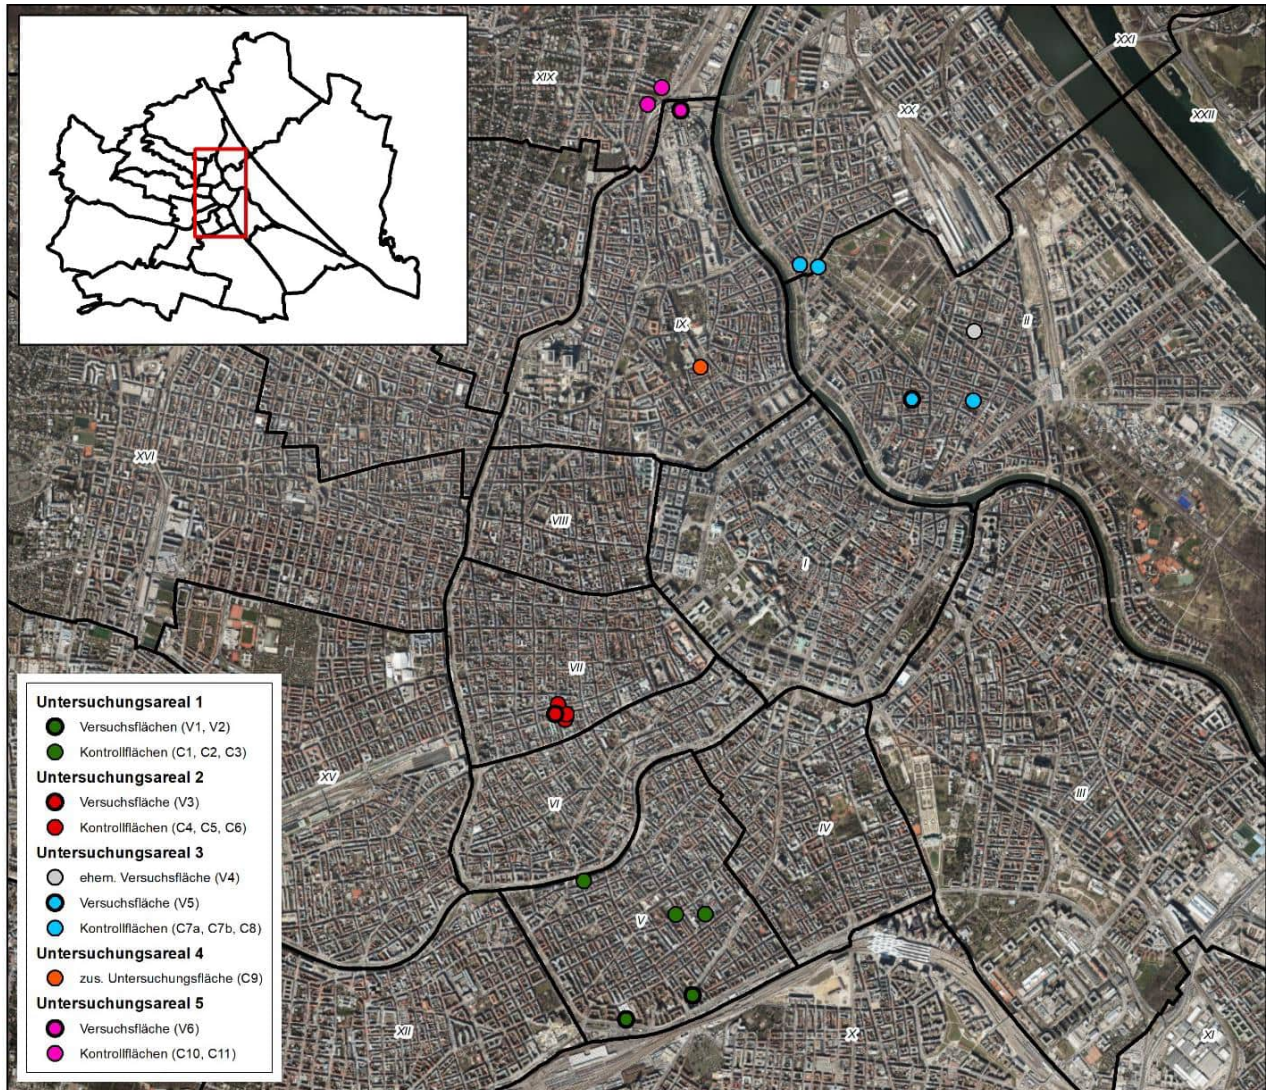 XXI
XIX
XX
XXII
IX
II
XVI
VIII
I
VII
XV
VI
III
IV
V
XII
X
XI
Untersuchungsareal 1
Versuchsflächen (V1, V2)
Kontrollflächen (C1, C2, C3)
Untersuchungsareal 2
Versuchsfläche (V3)
Kontrollflächen (C4, C5, C6)
Untersuchungsareal 3
ehem. Versuchsfläche (V4)
Versuchsfläche (V5)
Kontrollflächen (C7a, C7b, C8)
Untersuchungsareal 4
zus. Untersuchungsfläche (C9)
Untersuchungsareal 5
Versuchsfläche (V6)
Kontrollflächen (C10, C11)